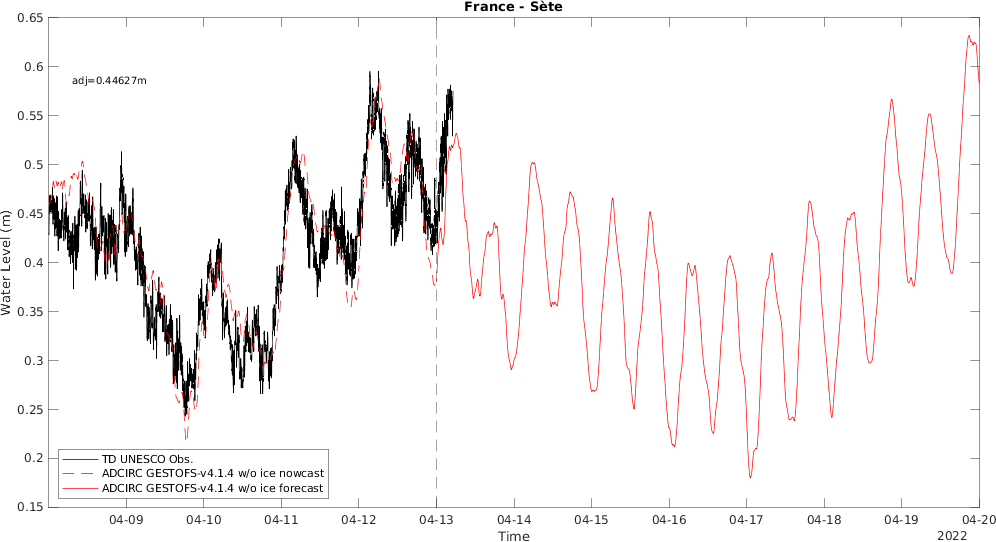 France - Sète
0.65
0.6
0.55
0.5
0.45
0.4
0.35
0.3
0.25
0.2
0.15
Water Level (m)
adj=0.44627m
TD UNESCO Obs.
ADCIRC GESTOFS-v4.1.4 w/o ice nowcast
ADCIRC GESTOFS-v4.1.4 w/o ice forecast
04-09 04-10 04-11 04-12 04-13 04-14 04-15 04-16 04-17 04-18 04-19 04-20
Time
2022